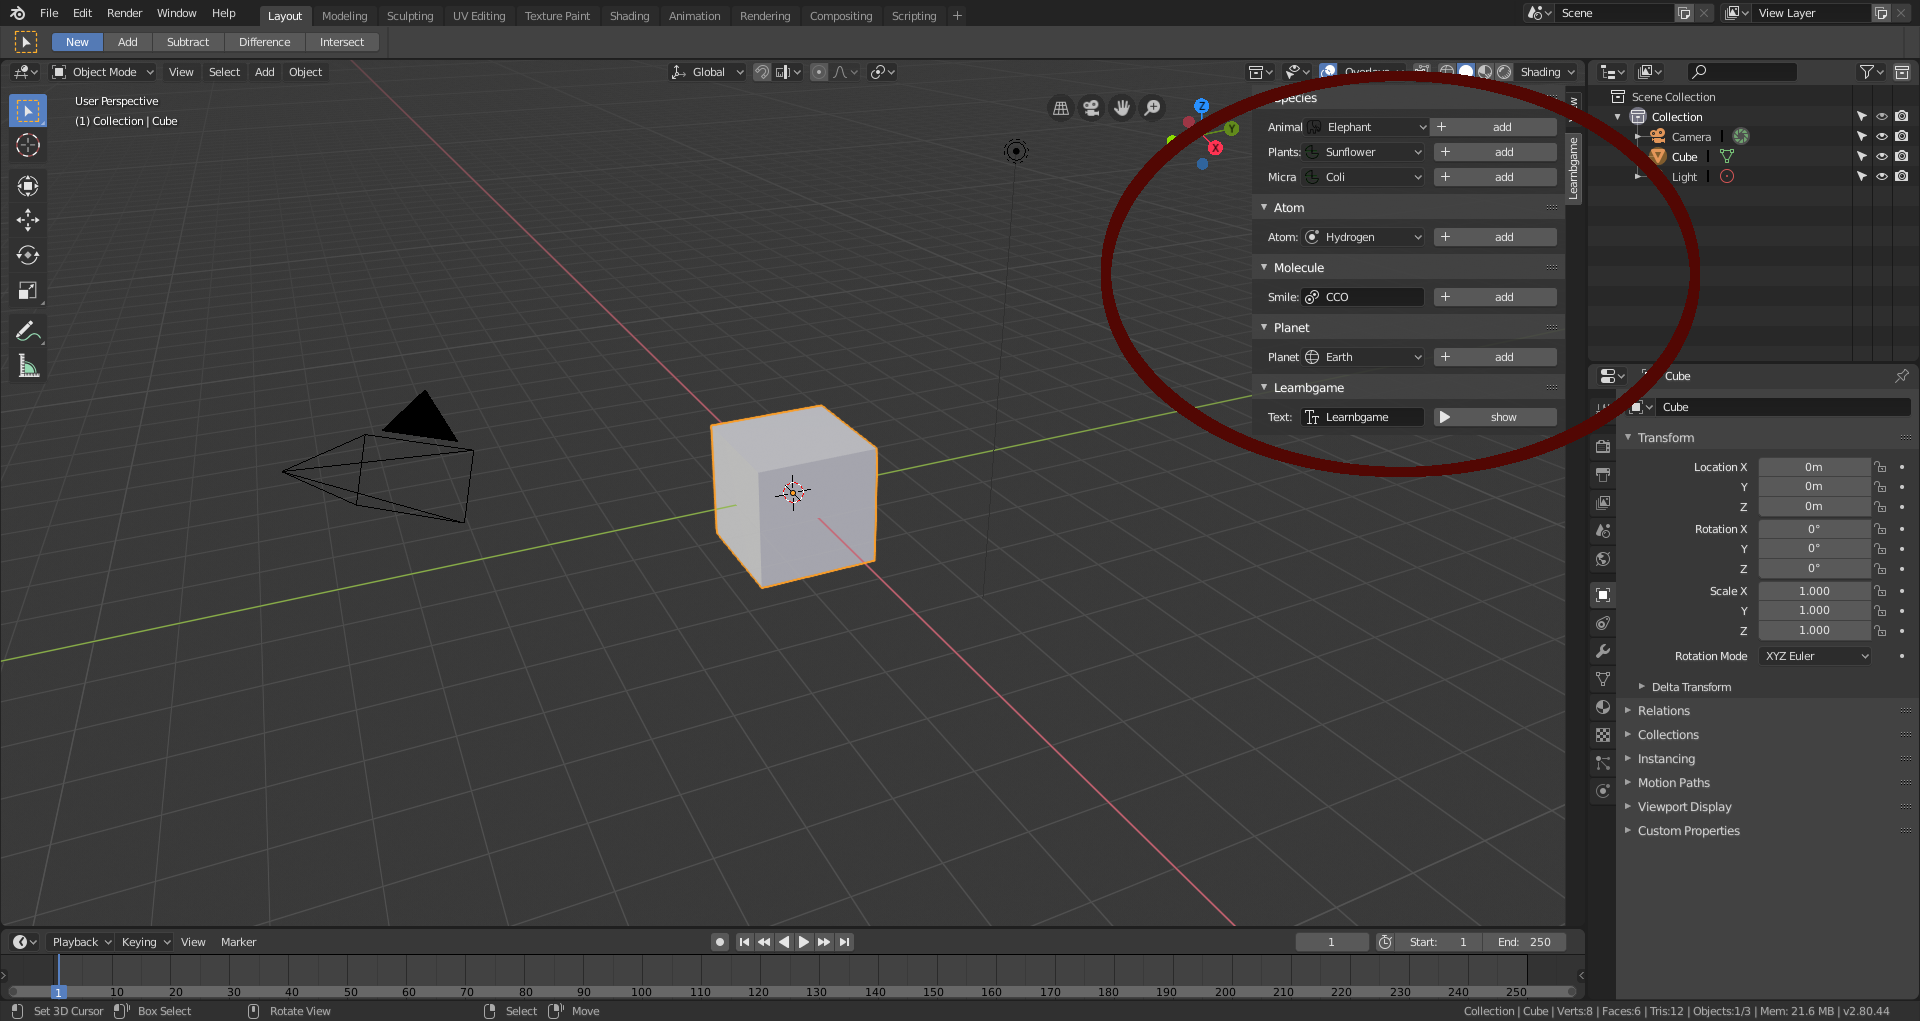 File Edit Render Window Help Layout Modeling Sculpting UV Editing Texture Paint Shading Animation Rendering Compositing Scripting + Scene View Layer
New Add Subtract Difference Intersect
Object Mode View Select Add Object Global Shading
User Perspective
(1) Collection | Cube
Z
Y
X
Species
Animal Elephant + add
Plants: Sunflower + add
Micra Coli + add
Atom
Atom: Hydrogen + add
Molecule
Smile: CCO + add
Planet
Planet Earth + add
Learnbgame
Text: Learnbgame show
Learnbgame
Scene Collection
Collection
Camera
Cube
Light
Cube
Cube
Transform
Location X 0m
Y 0m
Z 0m
Rotation X 0°
Y 0°
Z 0°
Scale X 1.000
Y 1.000
Z 1.000
Rotation Mode XYZ Euler
Delta Transform
Relations
Collections
Instancing
Motion Paths
Viewport Display
Custom Properties
Playback Keying View Marker 1 Start: 1 End: 250
1 10 20 30 40 50 60 70 80 90 100 110 120 130 140 150 160 170 180 190 200 210 220 230 240 250
Set 3D Cursor Box Select Rotate View Select Move Collection | Cube | Verts:8 | Faces:6 | Tris:12 | Objects:1/3 | Mem: 21.6 MB | v2.80.44